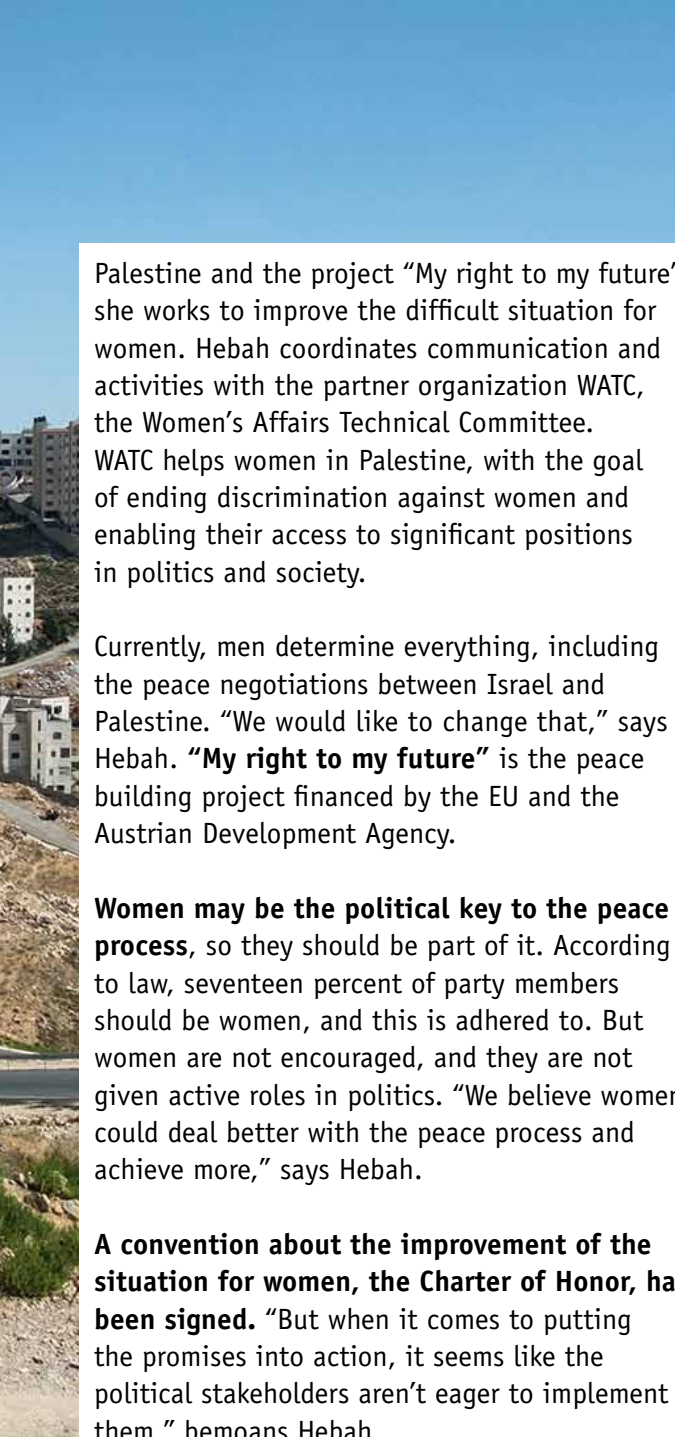 Palestine and the project “My right to my future”
she works to improve the difficult situation for
women. Hebah coordinates communication and
activities with the partner organization WATC,
the Women’s Affairs Technical Committee.
WATC helps women in Palestine, with the goal
of ending discrimination against women and
enabling their access to significant positions
in politics and society.
Currently, men determine everything, including
the peace negotiations between Israel and
Palestine. “We would like to change that,” says
Hebah. “My right to my future” is the peace
building project financed by the EU and the
Austrian Development Agency.
Women may be the political key to the peace
process, so they should be part of it. According
to law, seventeen percent of party members
should be women, and this is adhered to. But
women are not encouraged, and they are not
given active roles in politics. “We believe women
could deal better with the peace process and
achieve more,” says Hebah.
A convention about the improvement of the
situation for women, the Charter of Honor, ha
been signed. “But when it comes to putting
the promises into action, it seems like the
political stakeholders aren’t eager to implement
them,” bemoans Hebah.